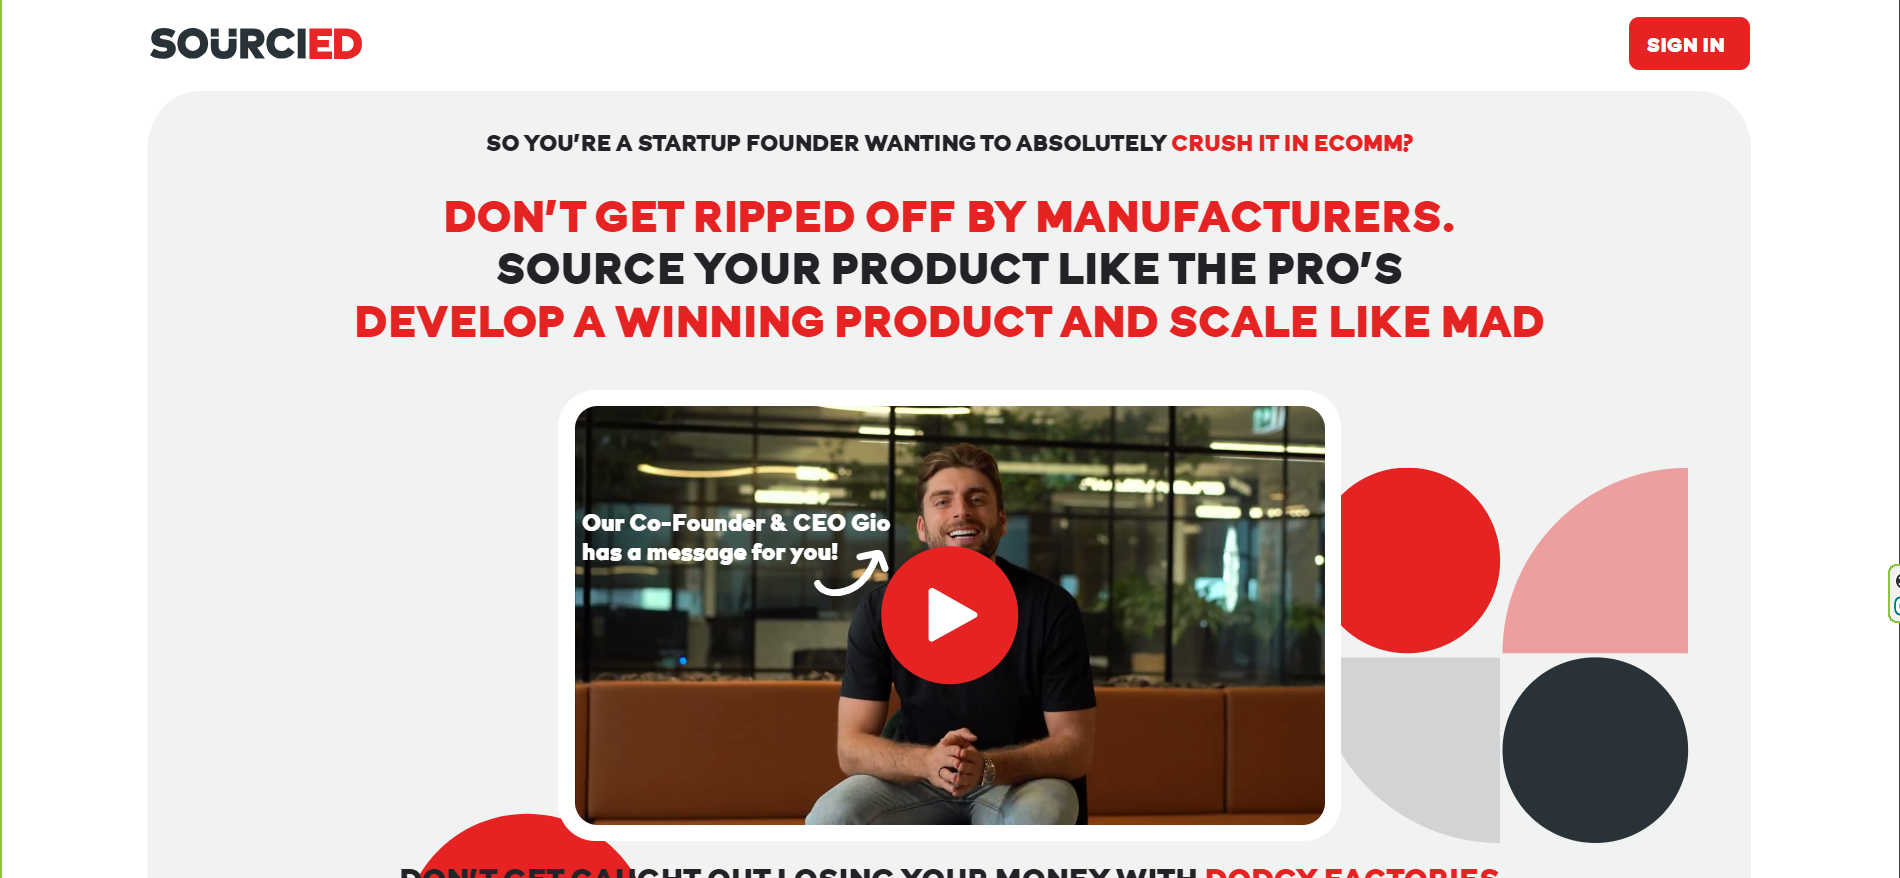 SOURCIED
SIGN IN
SO YOU'RE A STARTUP FOUNDER WANTING TO ABSOLUTELY CRUSH IT IN ECOMM?
DON'T GET RIPPED OFF BY MANUFACTURERS.
SOURCE YOUR PRODUCT LIKE THE PRO'S
DEVELOP A WINNING PRODUCT AND SCALE LIKE MAD
Our Co-Founder & CEO Gio
has a message for you!
DON'T GET CAUGHT OUT LOSING YOUR MONEY WITH DODGY FACTORIES